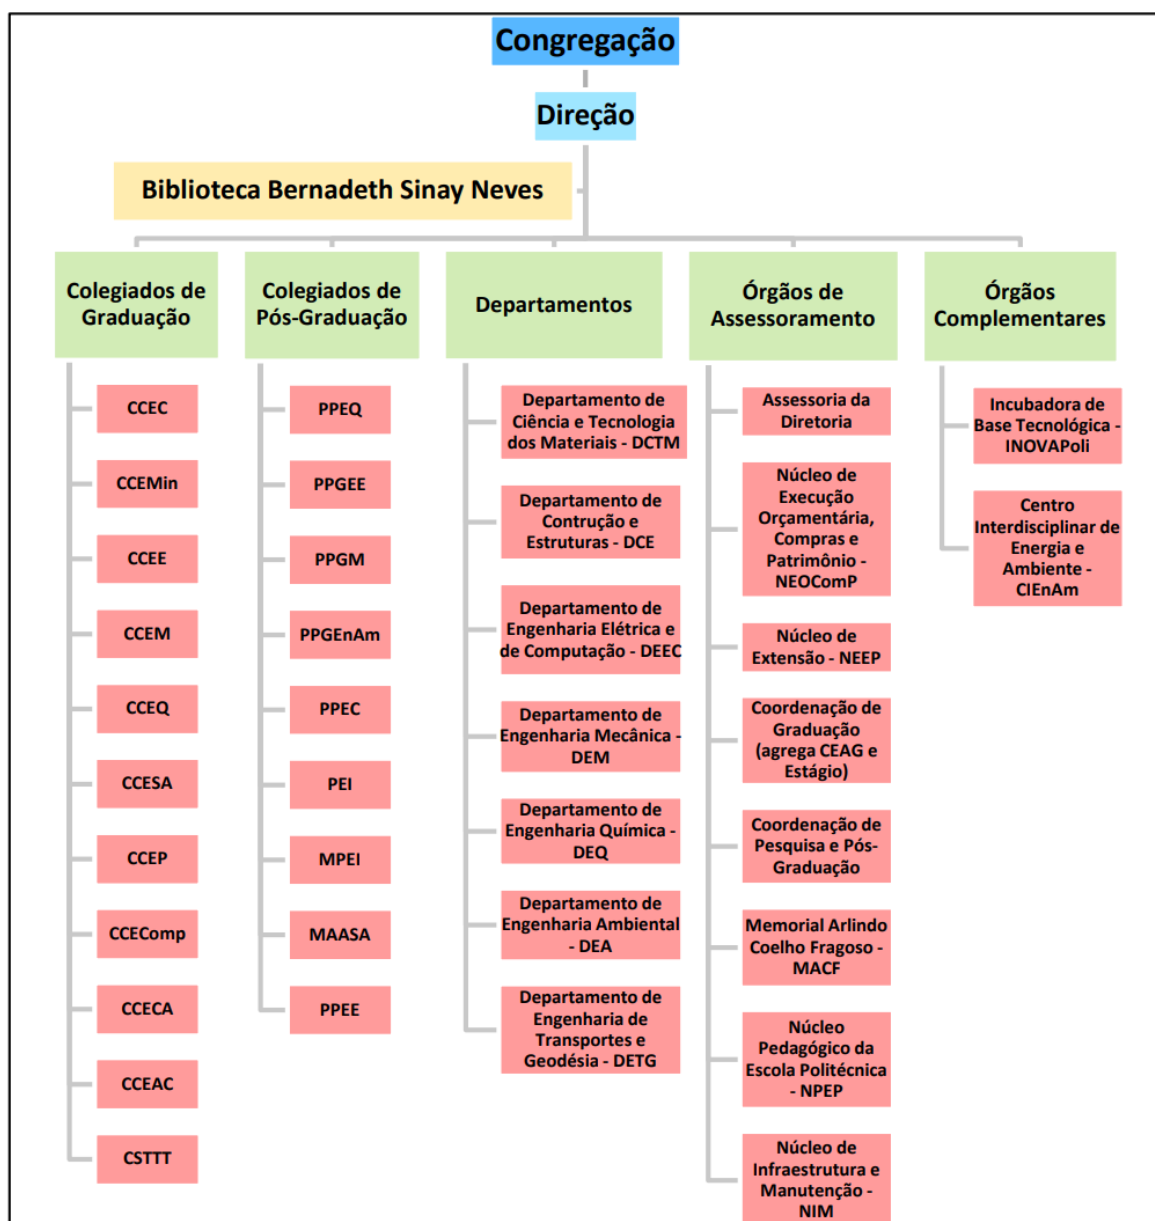 Congregação
Direção
Biblioteca Bernadeth Sinay Neves
Colegiados de
Graduação
CCEC
CCEMin
CCEE
CCEM
CCEQ
CCESA
CCEP
CCEComp
CCECA
CCEAC
CSTTT
Colegiados de
Pós-Graduação
PPEQ
PPGEE
PPGM
PPGEnAm
PPEC
PEI
MPEI
MAASA
PPEE
Departamentos
Departamento de
Ciência e Tecnologia
dos Materiais - DCTM
Departamento de
Contrução e
Estruturas - DCE
Departamento de
Engenharia Elétrica e
de Computação - DEEC
Departamento de
Engenharia Mecânica -
DEM
Departamento de
Engenharia Química -
DEQ
Departamento de
Engenharia Ambiental
- DEA
Departamento de
Engenharia de
Transportes e
Geodésia - DETG
Órgãos de
Assessoramento
Assessoria da
Diretoria
Núcleo de
Execução
Orçamentária,
Compras e
Patrimônio -
NEOComP
Núcleo de
Extensão - NEEP
Coordenação de
Graduação
(agrega CEAG e
Estágio)
Coordenação de
Pesquisa e Pós-
Graduação
Memorial Arlindo
Coelho Fragoso -
MACF
Núcleo
Pedagógico da
Escola Politécnica
- NPEP
Núcleo de
Infraestrutura e
Manutenção -
NIM
Órgãos
Complementares
Incubadora de
Base Tecnológica -
INOVAPoli
Centro
Interdisciplinar de
Energia e
Ambiente -
CIEnAm